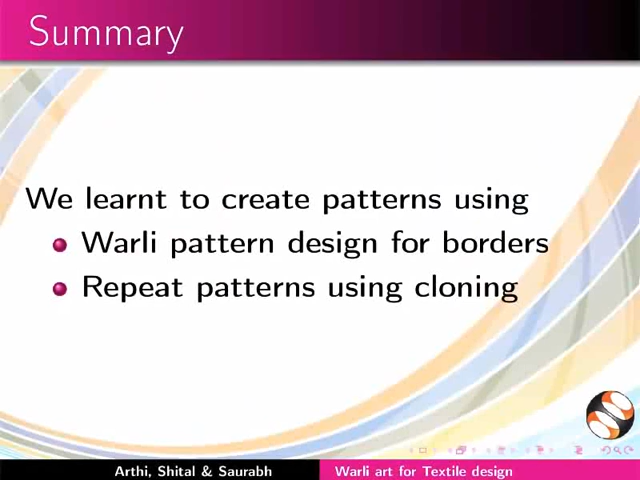 Summary
We learnt to create patterns using
Warli pattern design for borders
Repeat patterns using cloning
Arthi, Shital & Saurabh
Warli art for Textile design